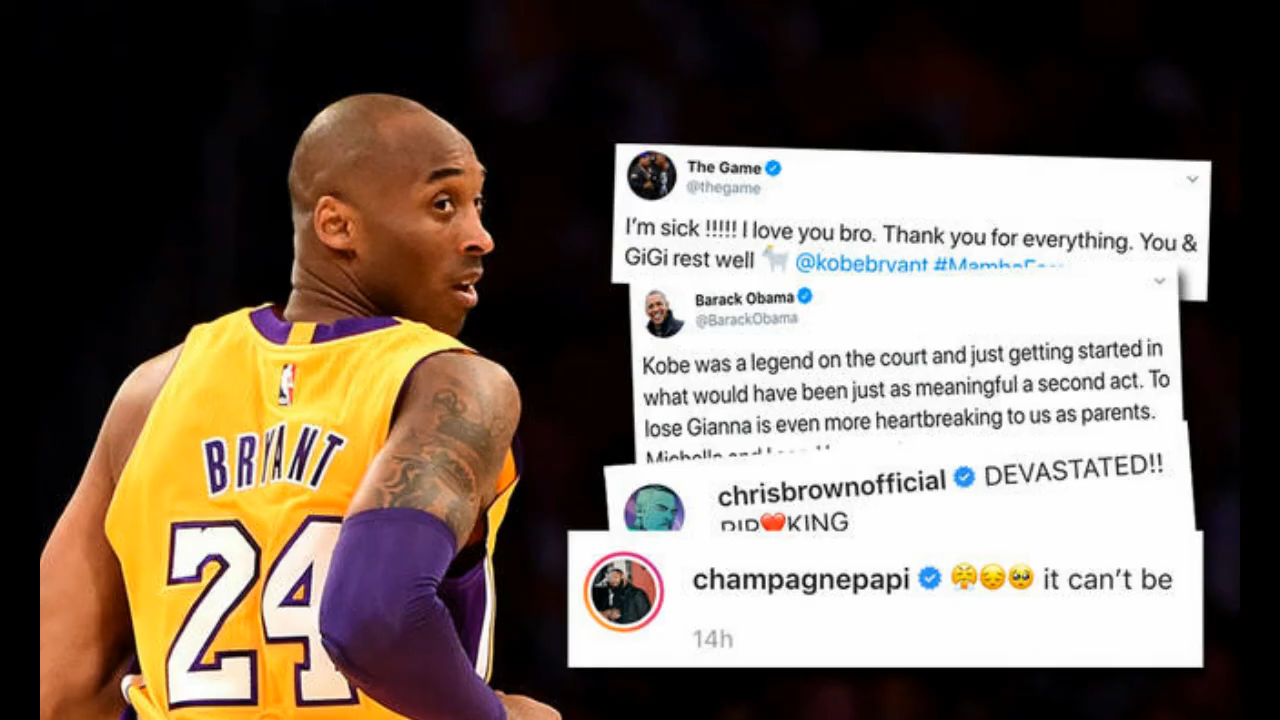 BRYANT
24
The Game
@thegame
I'm sick !!!!! I love you bro. Thank you for everything. You &
GiGi rest well 🐐 @kobebryant
Barack Obama
@BarackObama
Kobe was a legend on the court and just getting started in
what would have been just as meaningful a second act. To
lose Gianna is even more heartbreaking to us as parents.
Michelle and I
chrisbrownofficial DEVASTATED!!
RIP❤️KING
champagnepapi 😤😔🥺 it can't be
14h